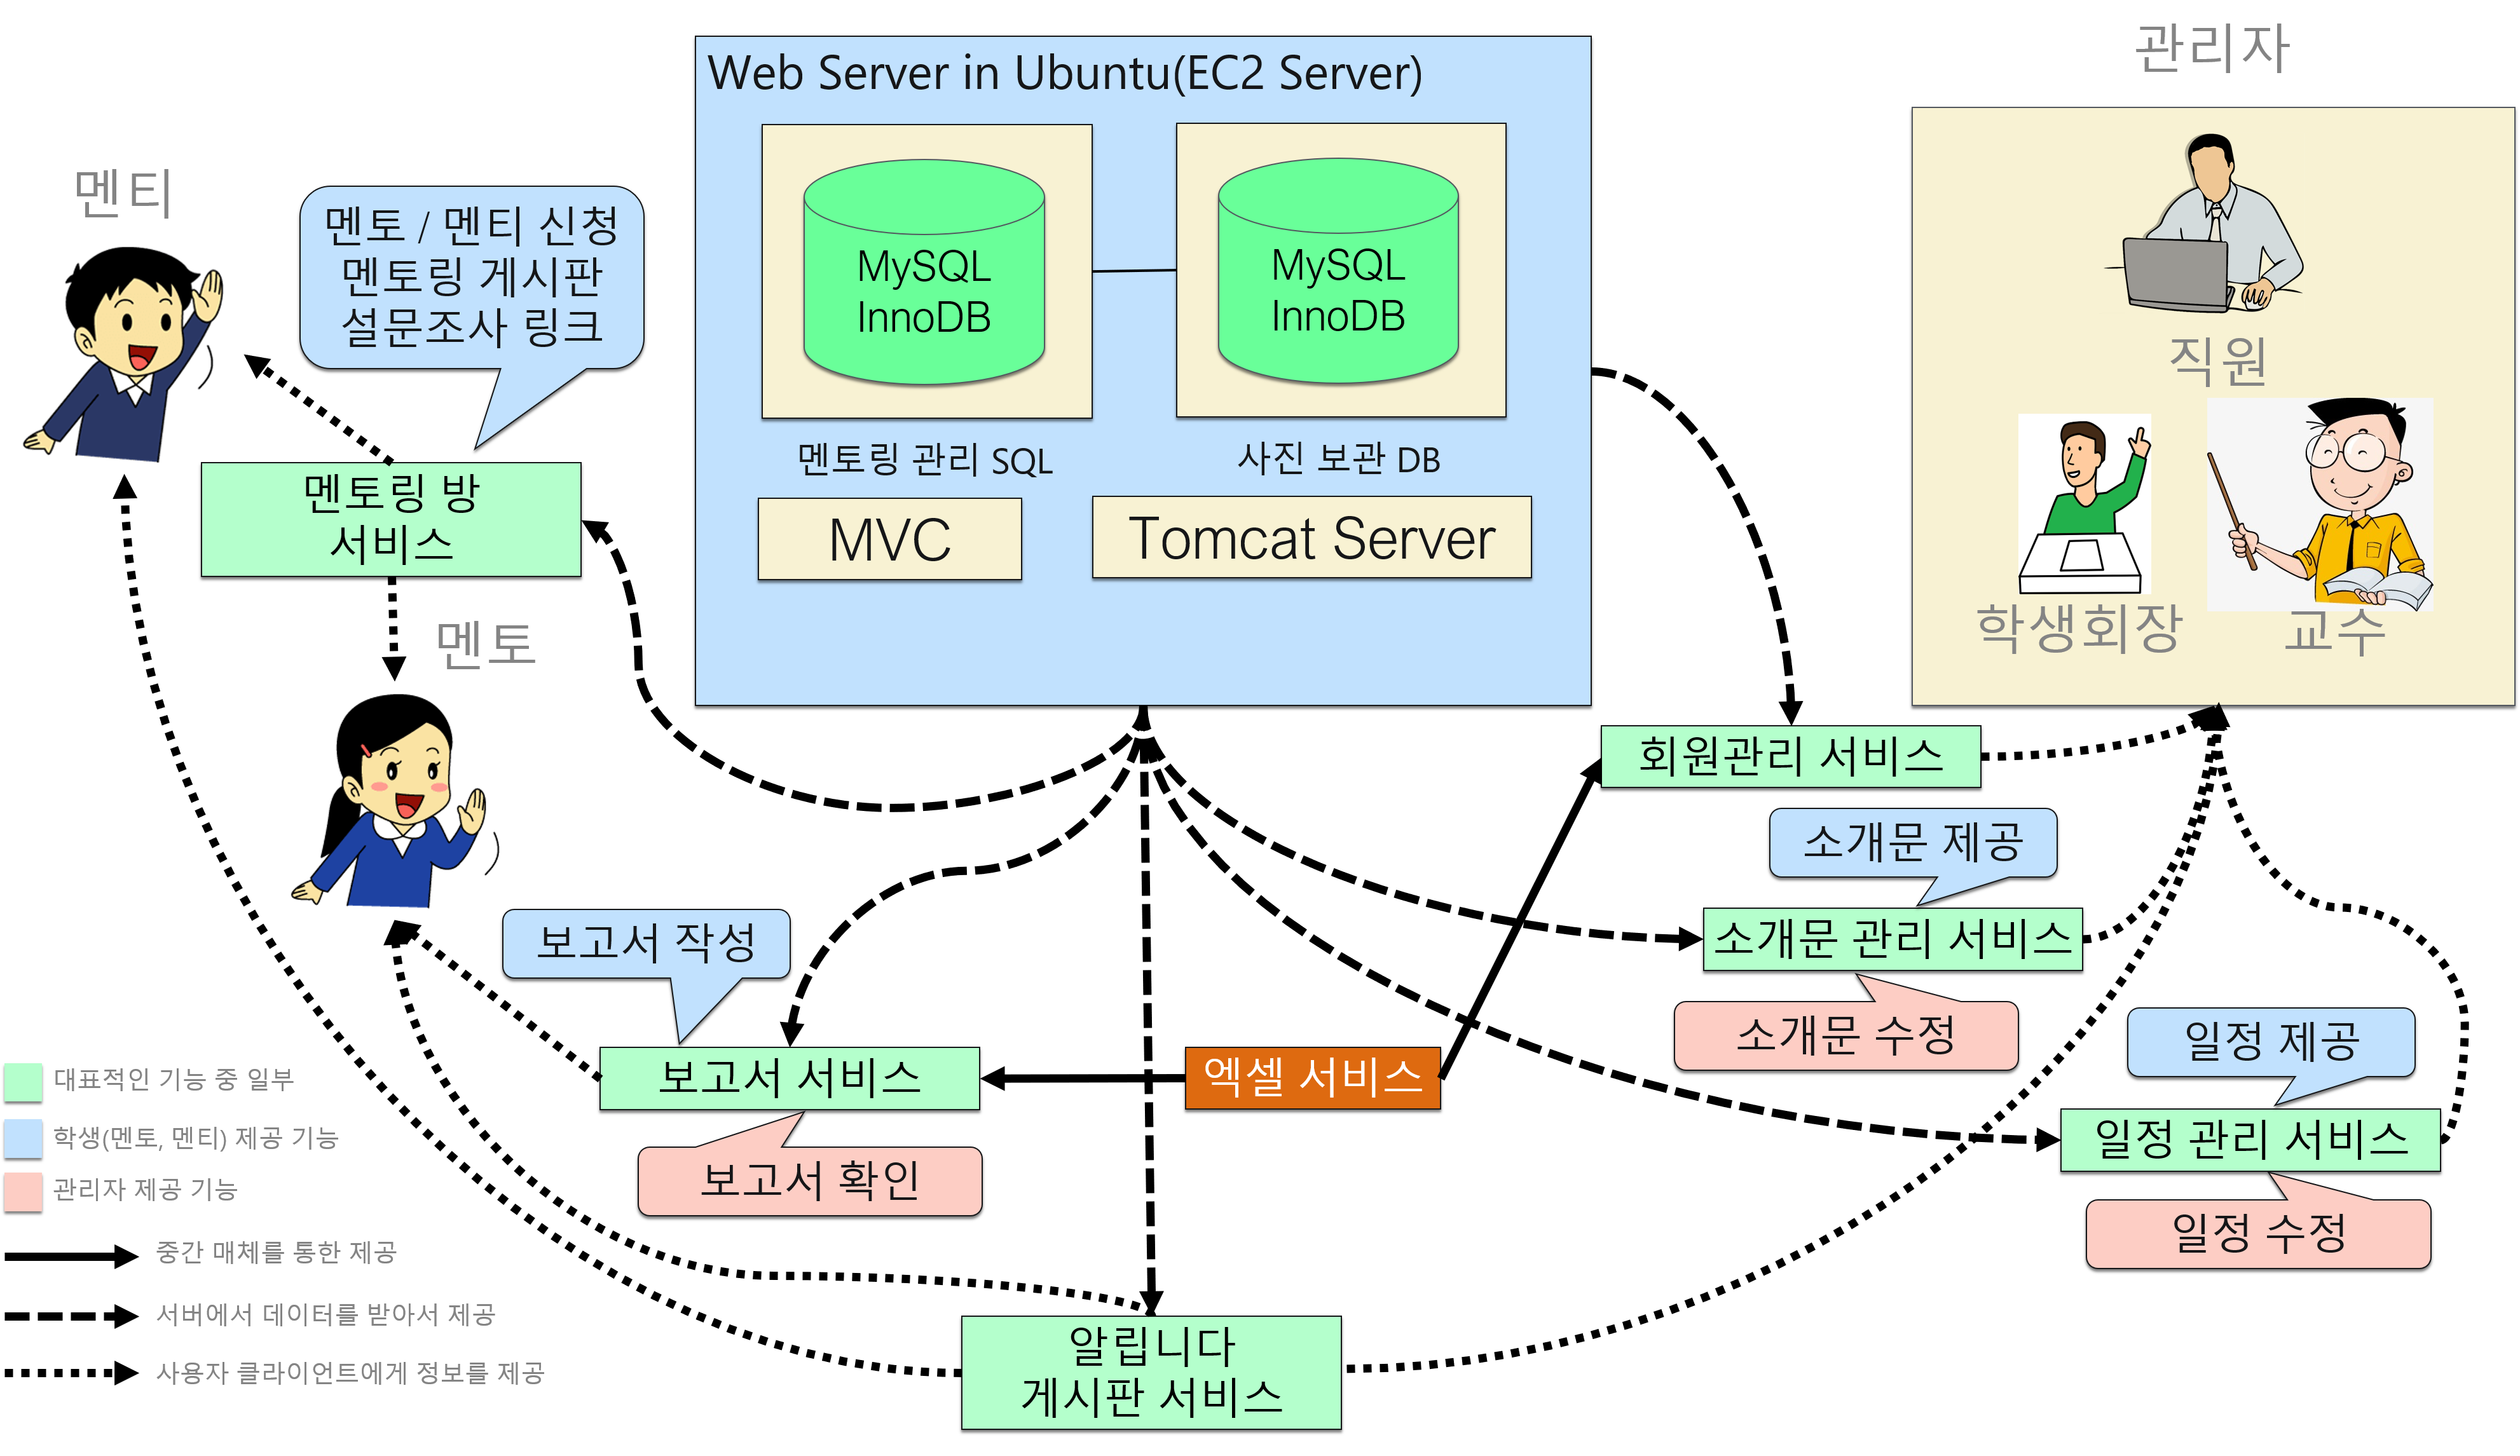 관리자
Web Server in Ubuntu(EC2 Server)
멘티
멘토 / 멘티 신청
멘토링 게시판
설문조사 링크
MySQL
InnoDB
MySQL
InnoDB
직원
멘토링 관리 SQL
사진 보관 DB
멘토링 방
서비스
MVC
Tomcat Server
멘토
학생회장
교수
회원관리 서비스
소개문 제공
보고서 작성
소개문 관리 서비스
소개문 수정
일정 제공
보고서 서비스
엑셀 서비스
일정 관리 서비스
보고서 확인
일정 수정
알립니다
게시판 서비스
대표적인 기능 중 일부
학생(멘토, 멘티) 제공 기능
관리자 제공 기능
중간 매체를 통한 제공
서버에서 데이터를 받아서 제공
사용자 클라이언트에게 정보를 제공